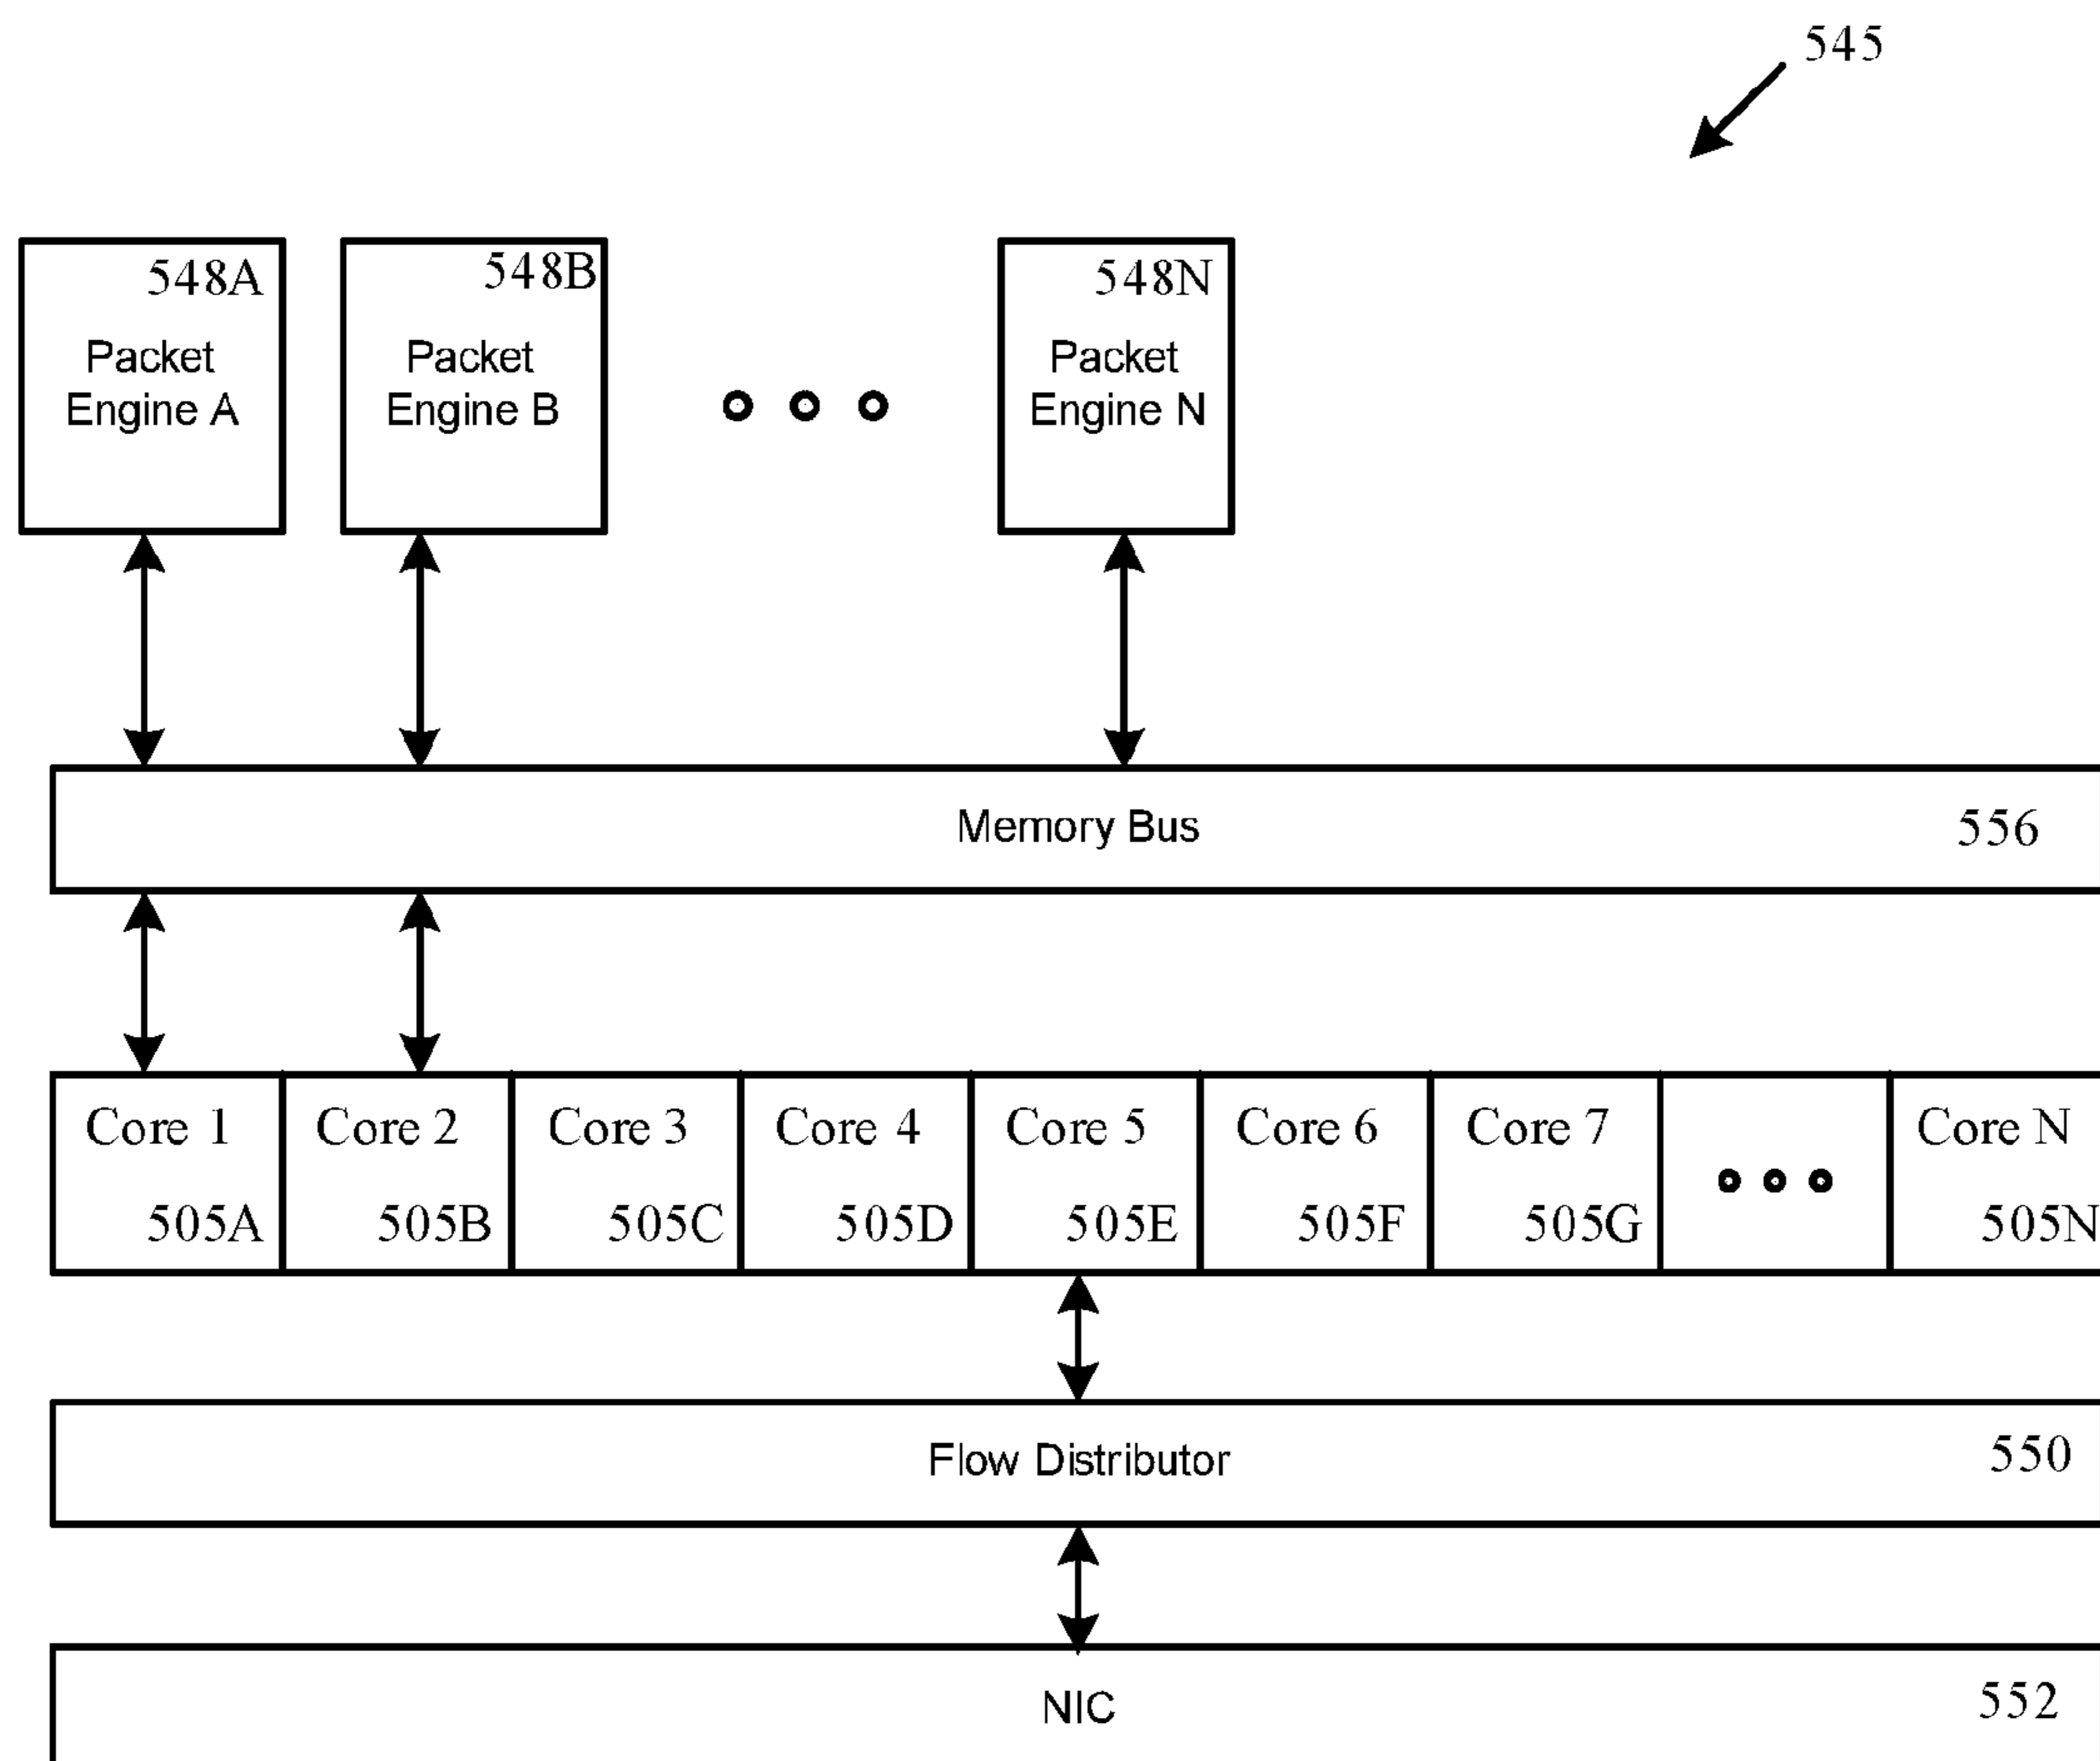 545
548A
Packet
Engine A
548B
Packet
Engine B
548N
Packet
Engine N
Memory Bus
556
Core 1
505A
Core 2
505B
Core 3
505C
Core 4
505D
Core 5
505E
Core 6
505F
Core 7
505G
Core N
505N
Flow Distributor
550
NIC
552